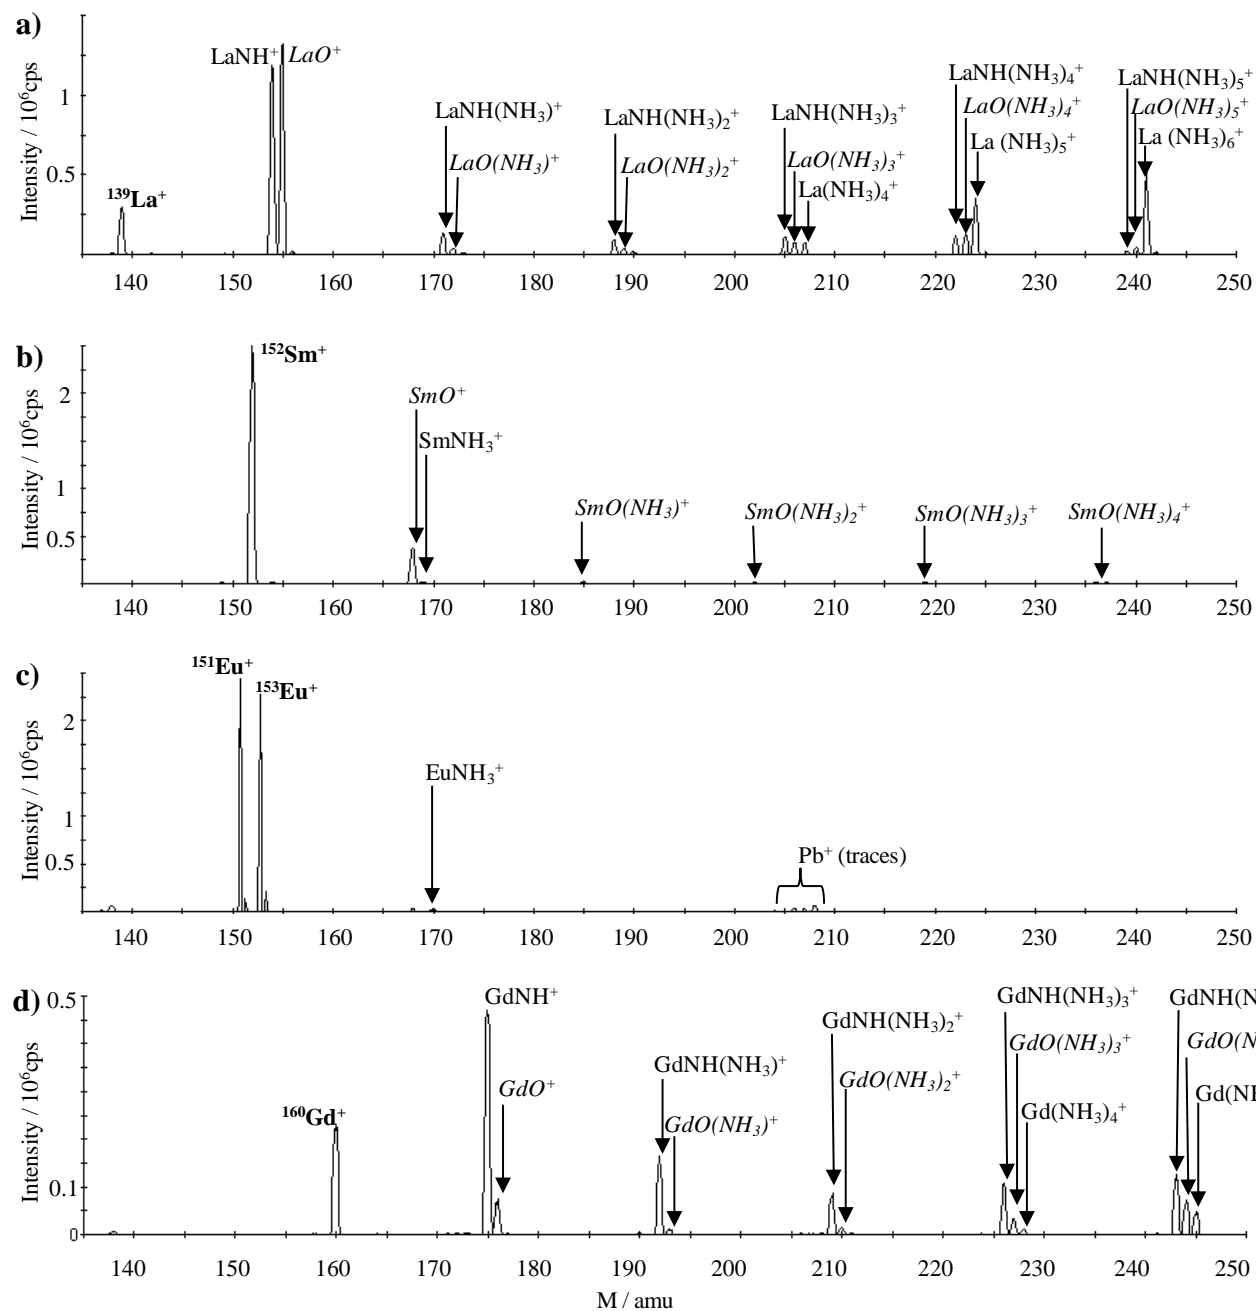 a)
Intensity / 10⁶cps
1
0.5
¹³⁹La⁺
LaNH⁺
LaO⁺
LaNH(NH₃)⁺
LaO(NH₃)⁺
LaNH(NH₃)₂⁺
LaO(NH₃)₂⁺
LaNH(NH₃)₃⁺
LaO(NH₃)₃⁺
La(NH₃)₄⁺
LaNH(NH₃)₄⁺
LaO(NH₃)₄⁺
La (NH₃)₅⁺
LaNH(NH₃)₅⁺
LaO(NH₃)₅⁺
La (NH₃)₆⁺
140 150 160 170 180 190 200 210 220 230 240 250
b)
Intensity / 10⁶cps
2
1
0.5
¹⁵²Sm⁺
SmO⁺
SmNH₃⁺
SmO(NH₃)⁺
SmO(NH₃)₂⁺
SmO(NH₃)₃⁺
SmO(NH₃)₄⁺
140 150 160 170 180 190 200 210 220 230 240 250
c)
Intensity / 10⁶cps
2
1
0.5
¹⁵¹Eu⁺
¹⁵³Eu⁺
EuNH₃⁺
Pb⁺ (traces)
140 150 160 170 180 190 200 210 220 230 240 250
d)
Intensity / 10⁶cps
0.5
0.1
0
¹⁶⁰Gd⁺
GdNH⁺
GdO⁺
GdNH(NH₃)⁺
GdO(NH₃)⁺
GdNH(NH₃)₂⁺
GdO(NH₃)₂⁺
GdNH(NH₃)₃⁺
GdO(NH₃)₃⁺
Gd(NH₃)₄⁺
GdNH(N
GdO(N
Gd(NH
140 150 160 170 180 190 200 210 220 230 240 250
M / amu